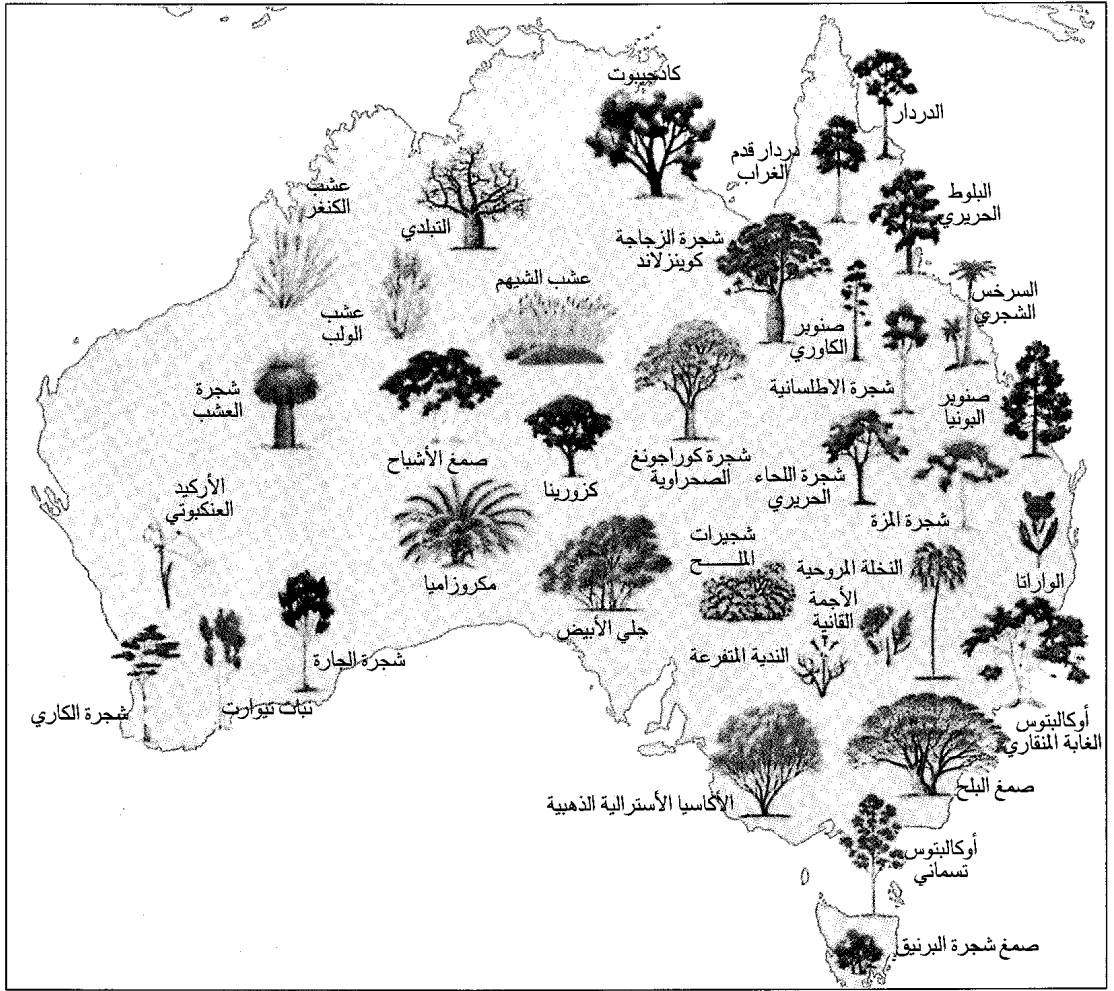 كادجيبوت
الدردار
دردار قدم
الغراب
البلوط
الحريري
عشب
الكنغر
التبلدي
شجرة الزجاجة
كوينزلاند
عشب الشيهم
السرخس
الشجري
عشب
الولب
صنوبر
الكاوري
شجرة الاطلسانية
صنوبر
البونيا
شجرة
العشب
صمغ الأشباح
كزورينا
شجرة كوراجونغ
الصحراوية
شجرة اللحاء
الحريري
شجرة المزة
الأركيد
العنكبوتي
شجيرات
الملح
النخلة المروحية
الواراتا
مكروزاميا
الأجمة
القانية
جلي الأبيض
الندية المتفرعة
شجرة الجارة
نبات تيوارت
شجرة الكاري
أوكالبتوس
الغابة المنقاري
صمغ البلح
الأكاسيا الأسترالية الذهبية
أوكالبتوس
تسماني
صمغ شجرة البرنيق